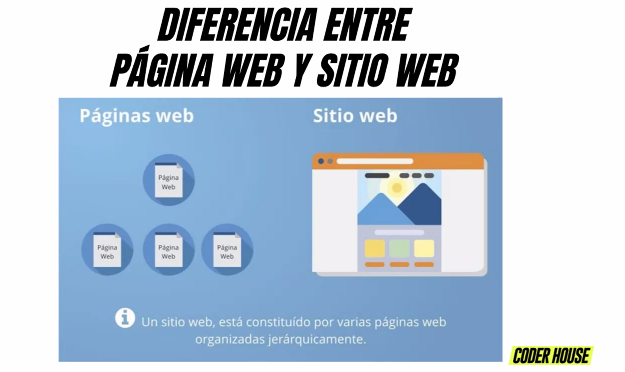 DIFERENCIA ENTRE
PÁGINA WEB Y SITIO WEB
Páginas web
Sitio web
Página
Web
Página
Web
Página
Web
Página
Web
Un sitio web, está constituído por varias páginas web
organizadas jerárquicamente.
CODER HOUSE